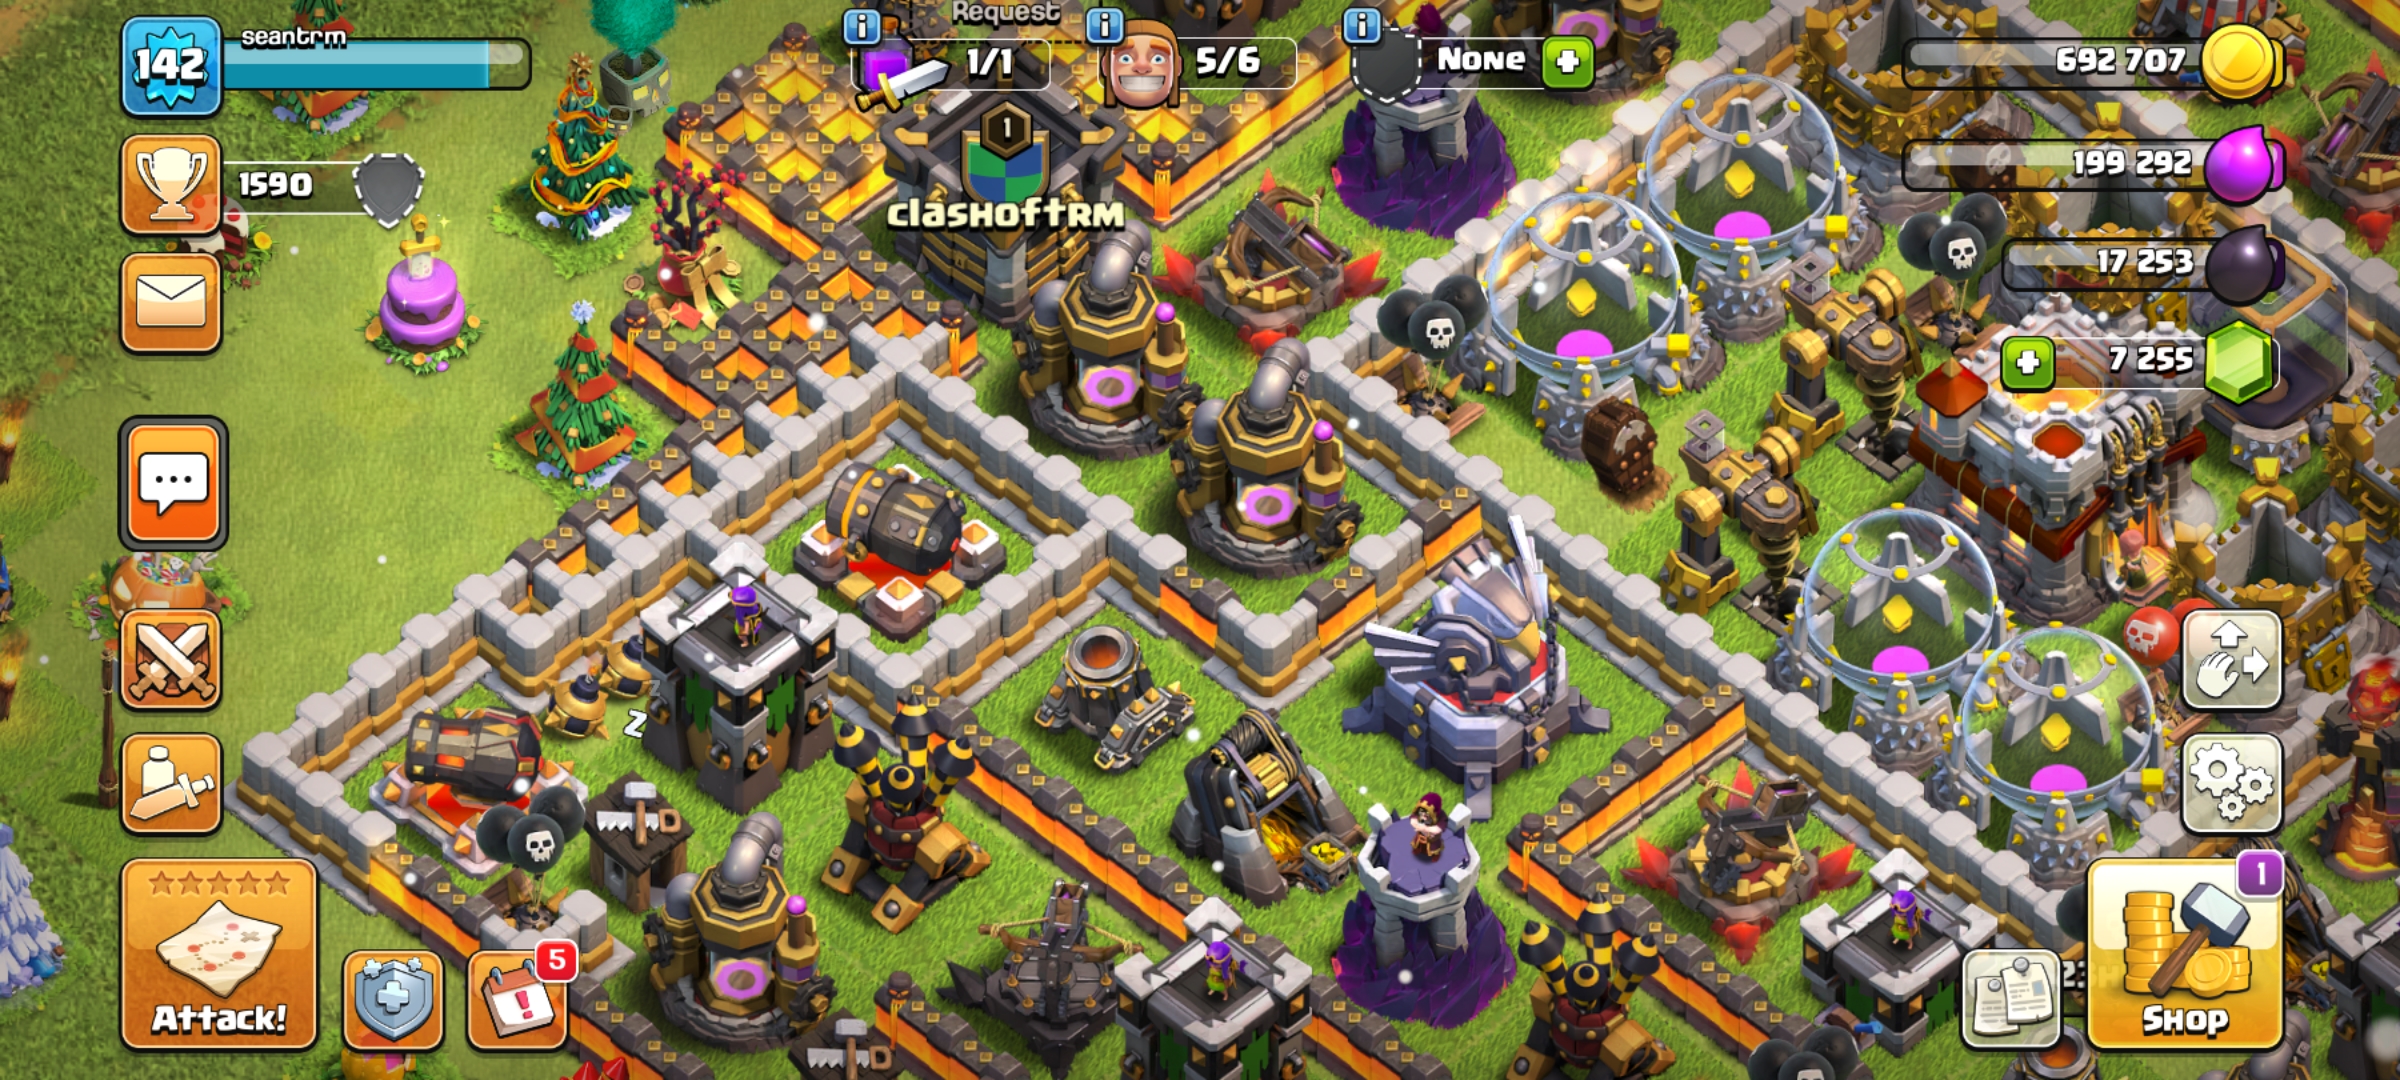 Request
142
seantrm
1/1
5/6
None
692 707
1590
199 292
1
clashoftrm
17 253
7 255
z
Z
1
5
Attack!
Shop